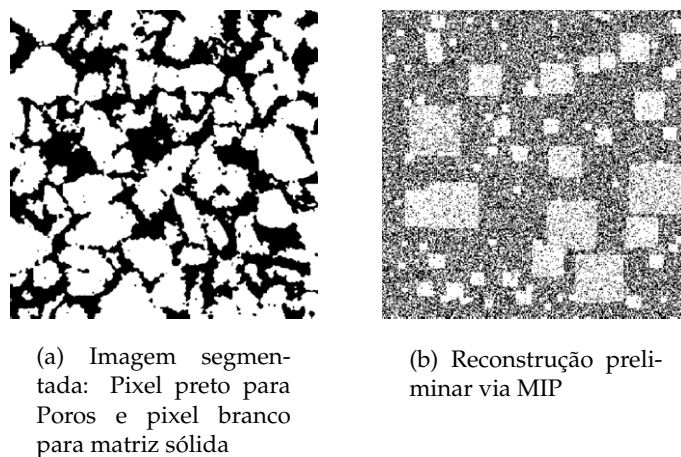 (a) Imagem segmen-
tada: Pixel preto para
Poros e pixel branco
para matriz sólida
(b) Reconstrução preli-
minar via MIP